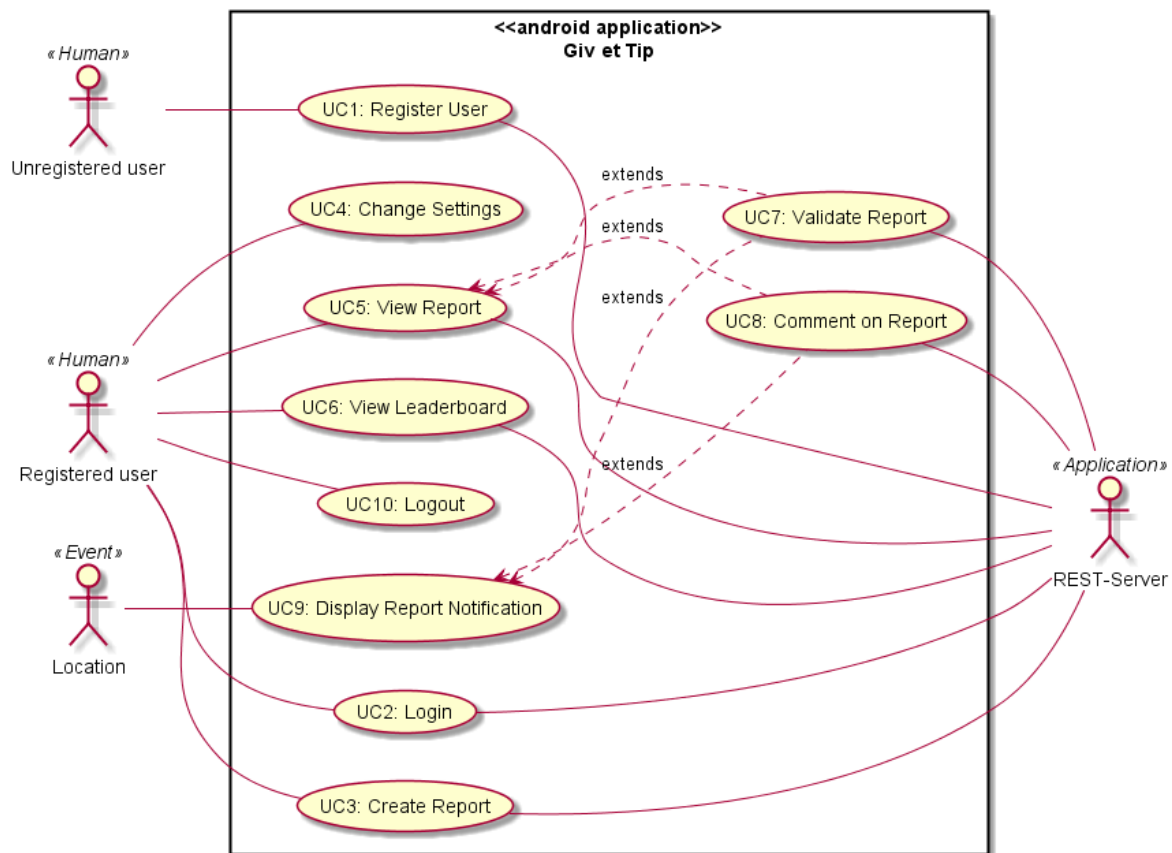 <<android application>>
Giv et Tip
«Human»
Unregistered user
UC1: Register User
UC4: Change Settings
extends
UC7: Validate Report
extends
UC5: View Report
extends
UC8: Comment on Report
«Human»
Registered user
UC6: View Leaderboard
extends
UC10: Logout
«Application»
REST-Server
«Event»
Location
UC9: Display Report Notification
UC2: Login
UC3: Create Report